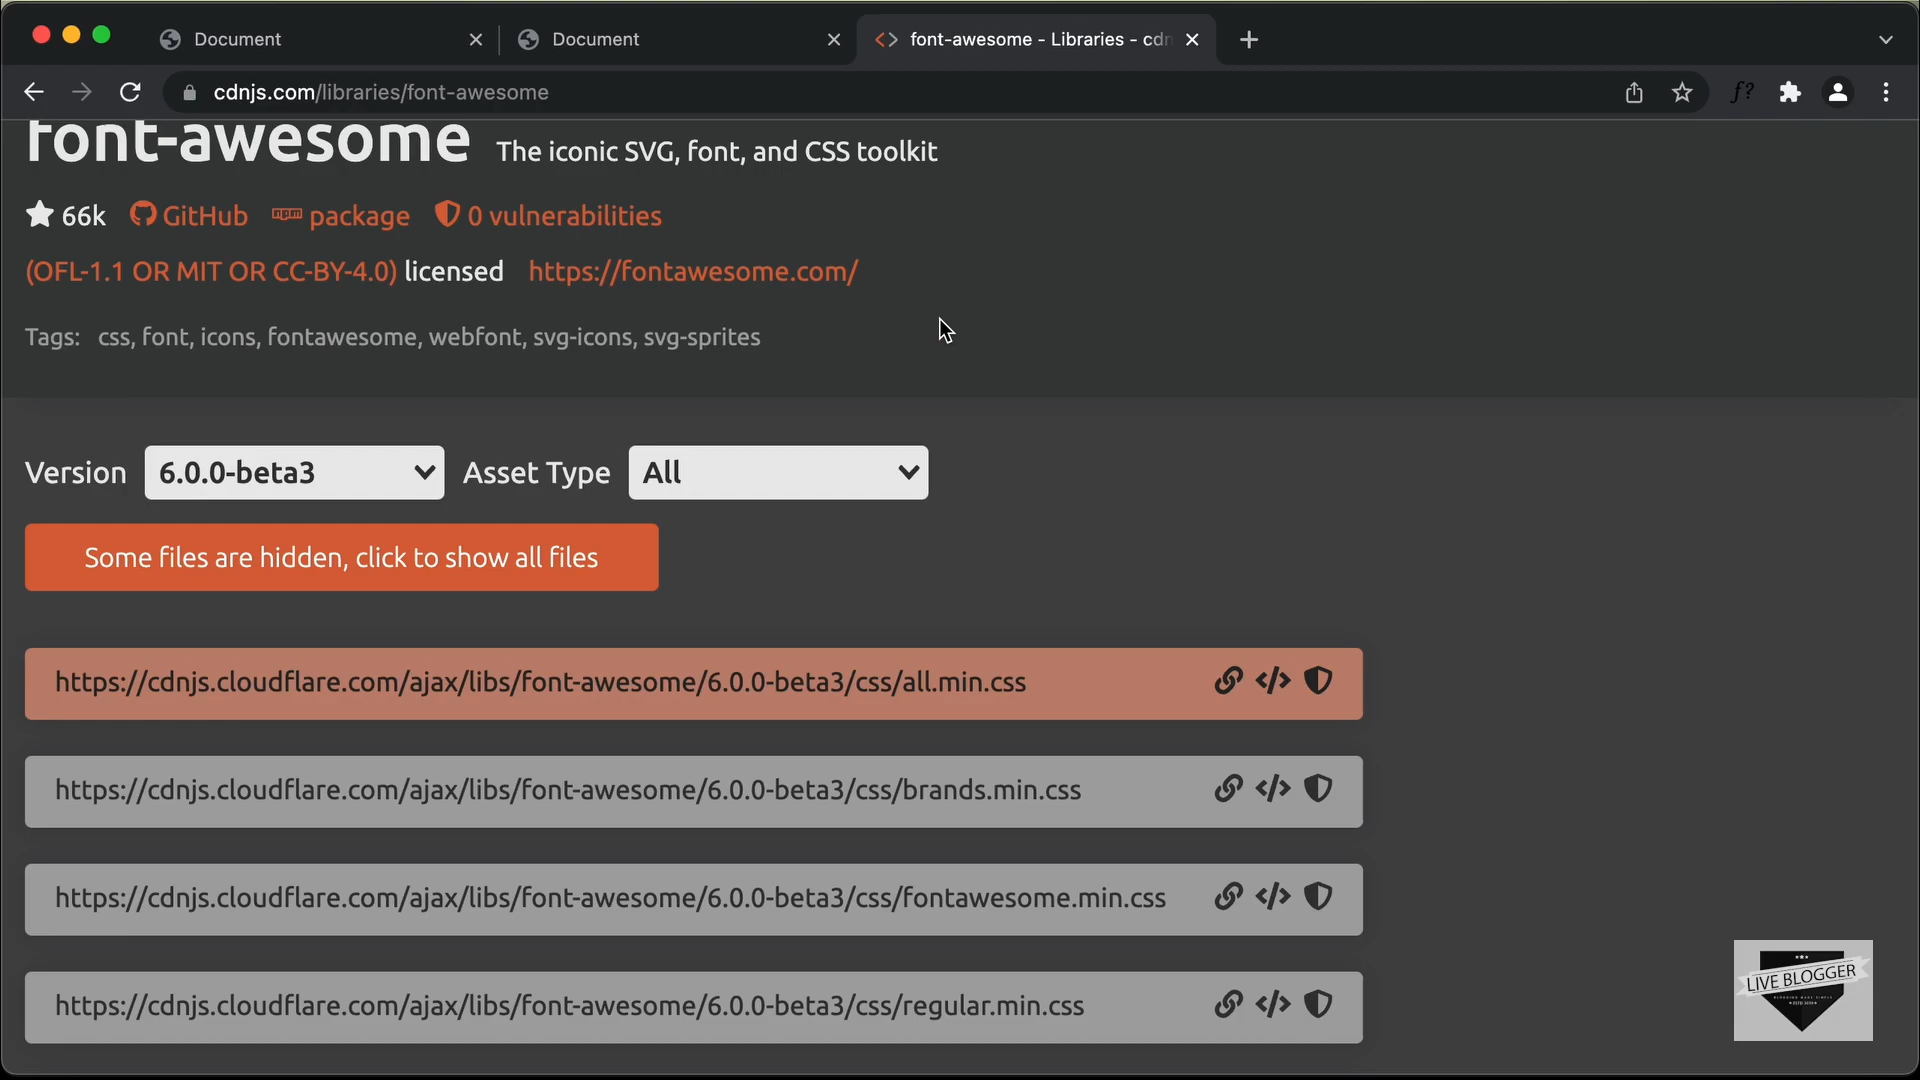 Document
Document
font-awesome - Libraries - cdn
cdnjs.com/libraries/font-awesome
f?
font-awesome The iconic SVG, font, and CSS toolkit
66k GitHub npm package 0 vulnerabilities
(OFL-1.1 OR MIT OR CC-BY-4.0) licensed https://fontawesome.com/
Tags: css, font, icons, fontawesome, webfont, svg-icons, svg-sprites
Version 6.0.0-beta3 Asset Type All
Some files are hidden, click to show all files
https://cdnjs.cloudflare.com/ajax/libs/font-awesome/6.0.0-beta3/css/all.min.css
https://cdnjs.cloudflare.com/ajax/libs/font-awesome/6.0.0-beta3/css/brands.min.css
https://cdnjs.cloudflare.com/ajax/libs/font-awesome/6.0.0-beta3/css/fontawesome.min.css
https://cdnjs.cloudflare.com/ajax/libs/font-awesome/6.0.0-beta3/css/regular.min.css
LIVE BLOGGER